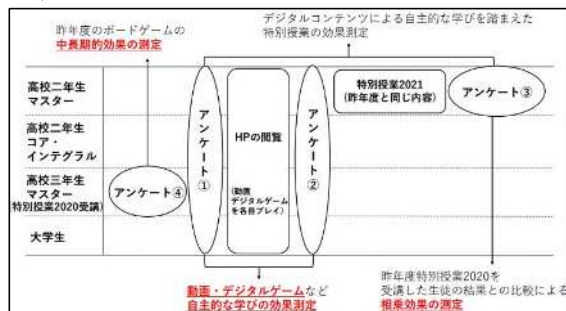 昨年度のボードゲームの
中長期的効果の測定
デジタルコンテンツによる自主的な学びを踏まえた
特別授業の効果測定
高校二年生
マスター
高校二年生
コア・
インテグラル
高校三年生
マスター
(特別授業2020受講)
大学生
アンケート④
アンケート①
HPの閲覧
(動画
デジタルゲーム
を各自プレイ)
アンケート②
特別授業2021
(昨年度と同じ内容)
アンケート③
動画・デジタルゲームなど
自主的な学びの効果測定
昨年度特別授業2020を
受講した生徒の結果との比較による
相乗効果の測定